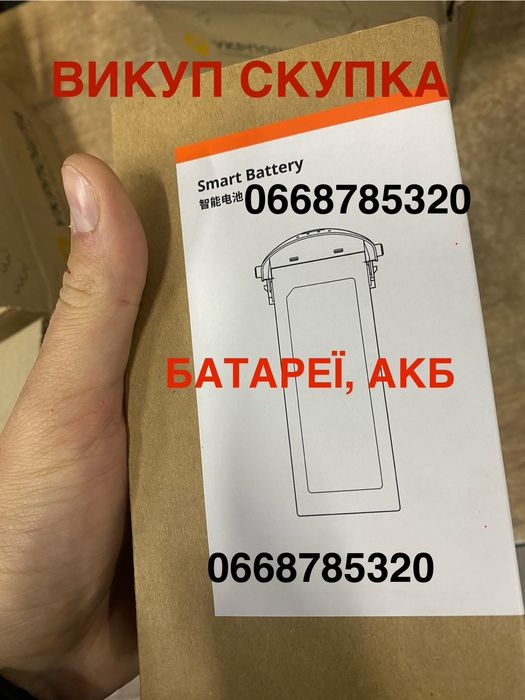 ВИКУП СКУПКА
Smart Battery
智能电池
0668785320
БАТАРЕЇ, АКБ
0668785320